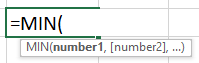 =MIN(
MIN(number1, [number2], ...)